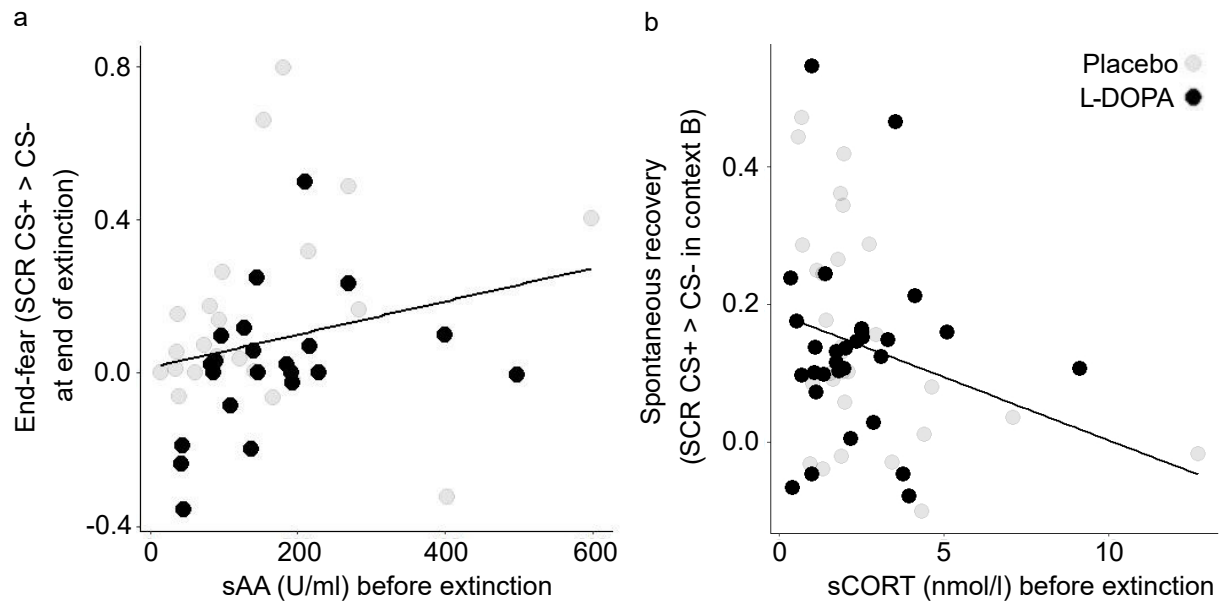 a
End-fear (SCR CS+ > CS-
at end of extinction)
0.8
0.4
0.0
-0.4
0
200
400
600
sAA (U/ml) before extinction
b
Spontaneous recovery
(SCR CS+ > CS- in context B)
Placebo
L-DOPA
0.4
0.2
0.0
0
5
10
sCORT (nmol/l) before extinction